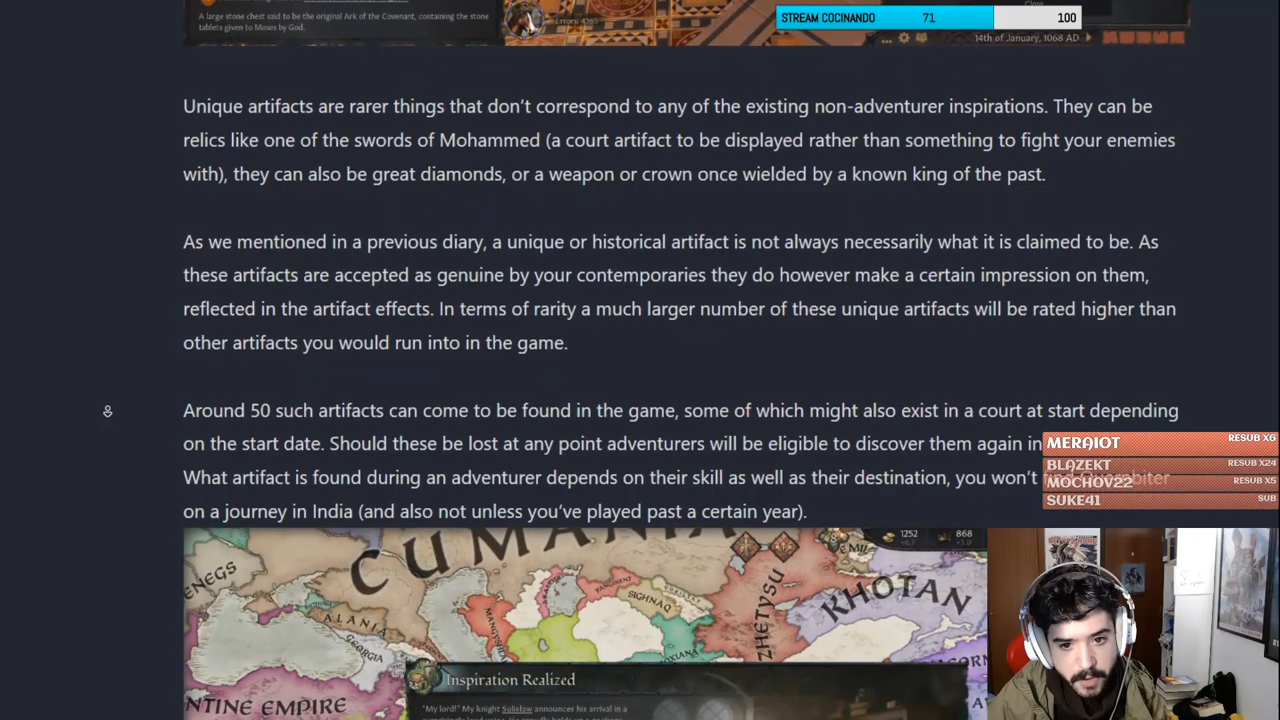 A large stone chest said to be the original Ark of the Covenant, containing the stone
tablets given to Moses by God.
Errors: 4365
Close
STREAM COCINANDO 71 100
14th of January, 1068 AD
Unique artifacts are rarer things that don't correspond to any of the existing non-adventurer inspirations. They can be
relics like one of the swords of Mohammed (a court artifact to be displayed rather than something to fight your enemies
with), they can also be great diamonds, or a weapon or crown once wielded by a known king of the past.
As we mentioned in a previous diary, a unique or historical artifact is not always necessarily what it is claimed to be. As
these artifacts are accepted as genuine by your contemporaries they do however make a certain impression on them,
reflected in the artifact effects. In terms of rarity a much larger number of these unique artifacts will be rated higher than
other artifacts you would run into in the game.
Around 50 such artifacts can come to be found in the game, some of which might also exist in a court at start depending
on the start date. Should these be lost at any point adventurers will be eligible to discover them again in
What artifact is found during an adventurer depends on their skill as well as their destination, you won't
on a journey in India (and also not unless you've played past a certain year).
MERAIOT RESUB X6
BLAZEKT RESUB X24
MOCHOV22 RESUB X5
SUKE41 SUB
1252 868
CUMANIA
ENEGS
ALANIA
GEORGIA
SIGHNAQ
ZHETYSU
KHOTAN
NTINE EMPIRE
Inspiration Realized
"My lord!" My knight Sulislaw announces his arrival in a